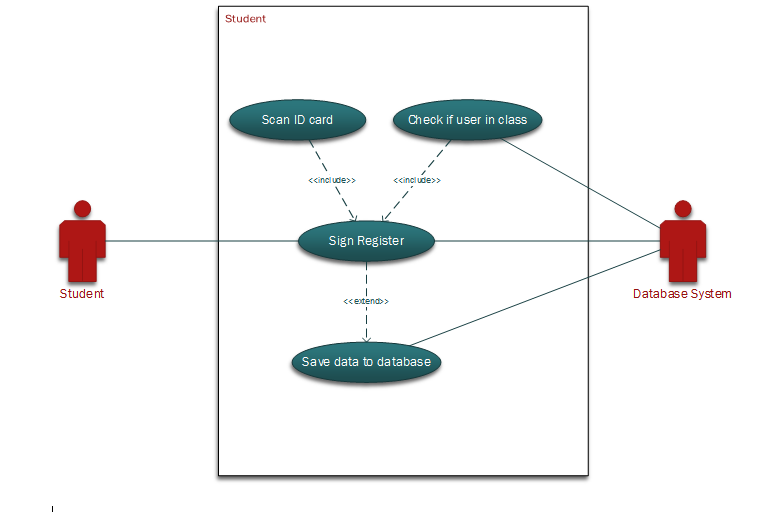 Student
Scan ID card
Check if user in class
<<include>>
<<include>>
Sign Register
Student
Database System
<<extend>>
Save data to database